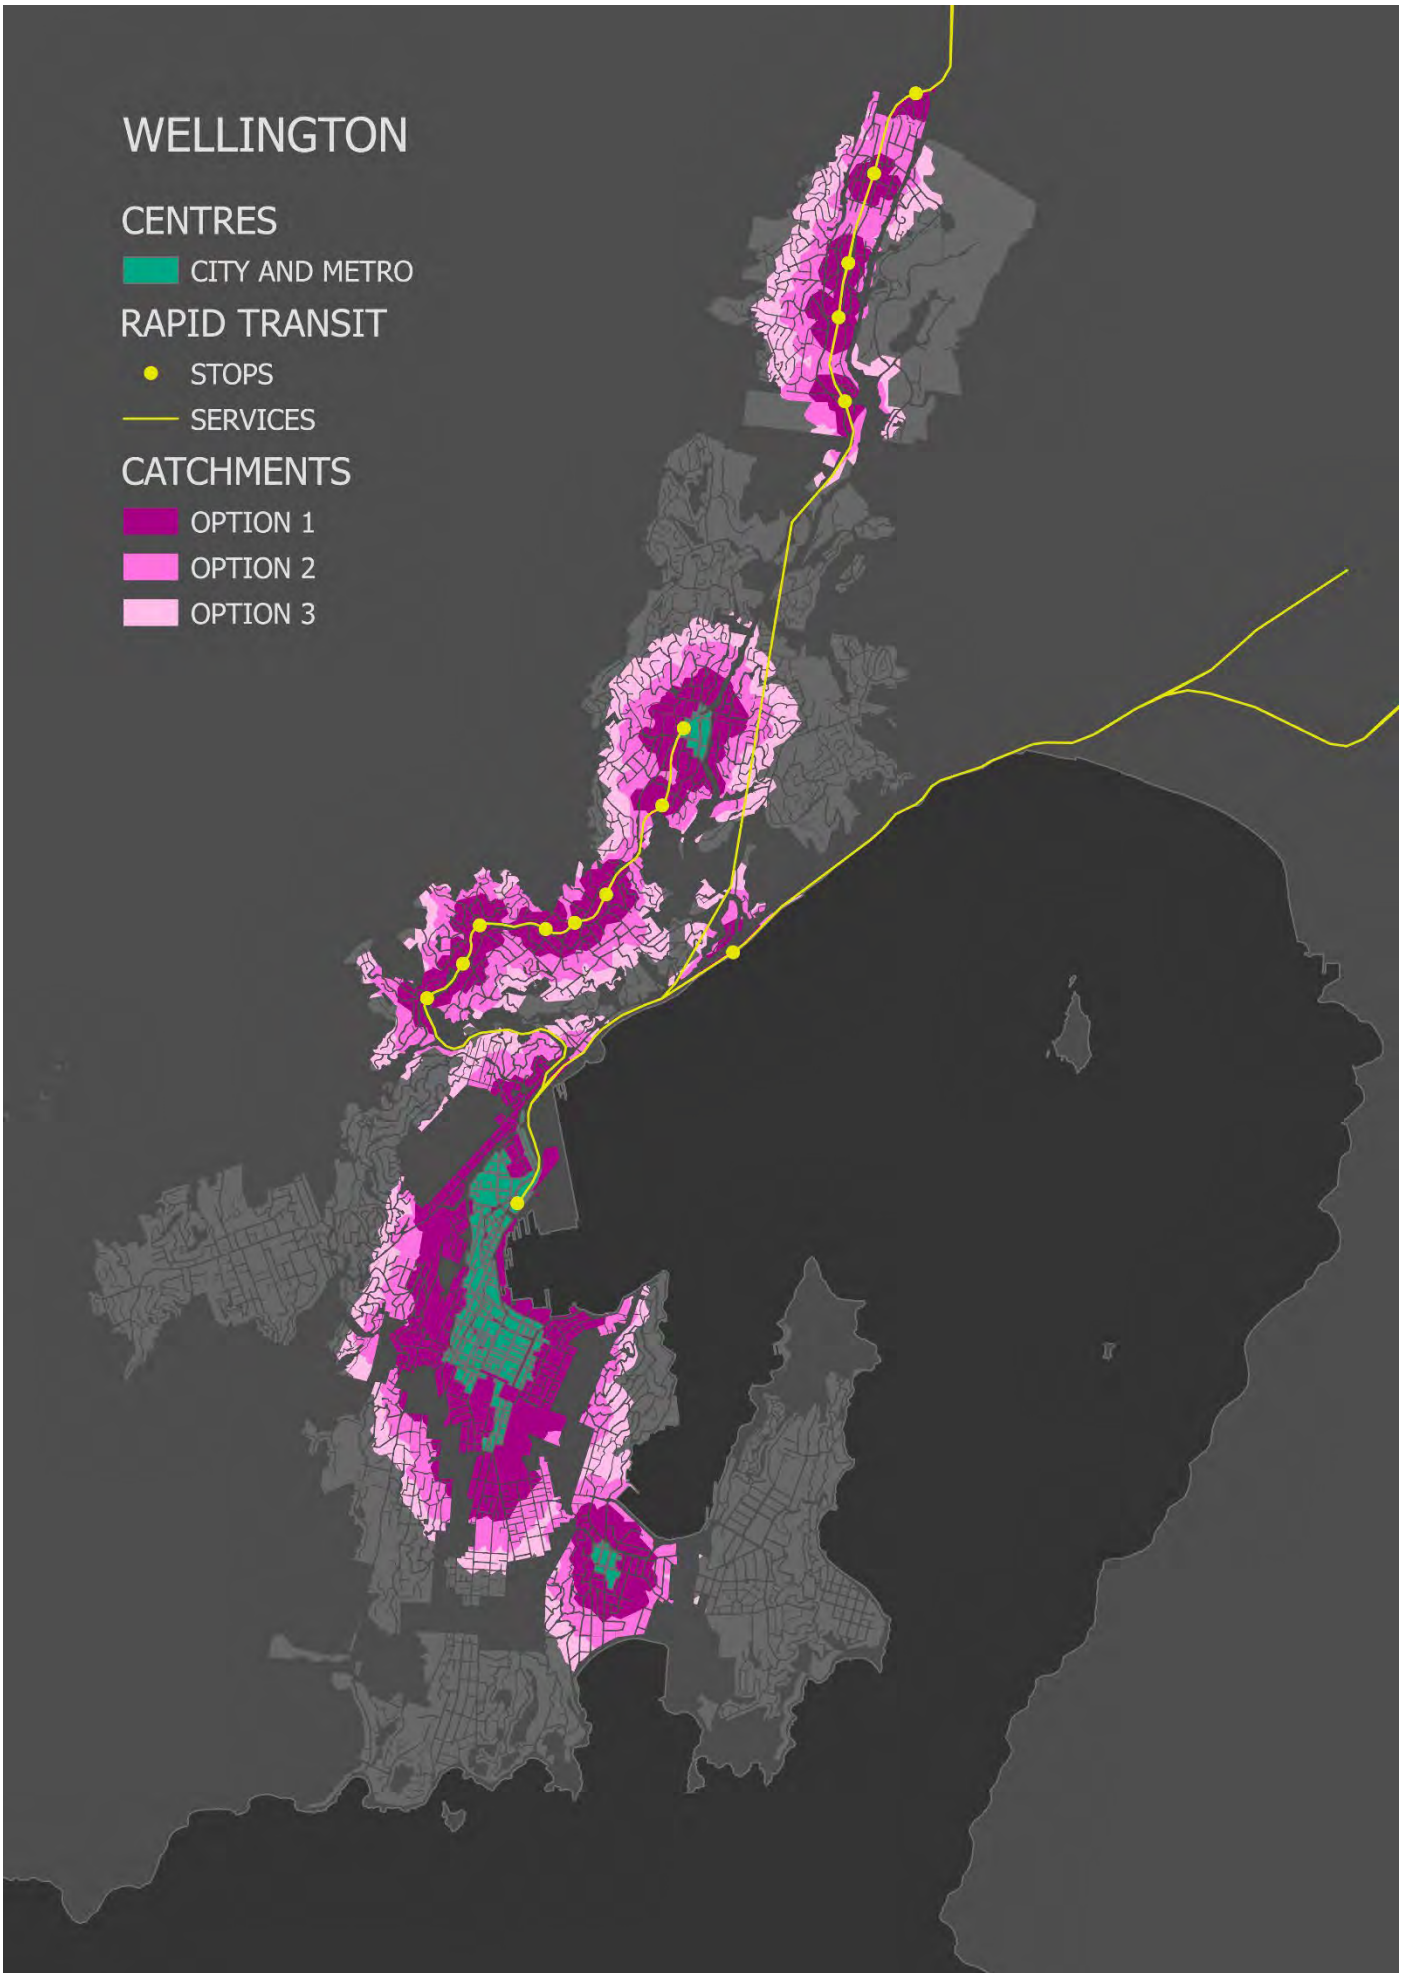 WELLINGTON
CENTRES
CITY AND METRO
RAPID TRANSIT
STOPS
SERVICES
CATCHMENTS
OPTION 1
OPTION 2
OPTION 3